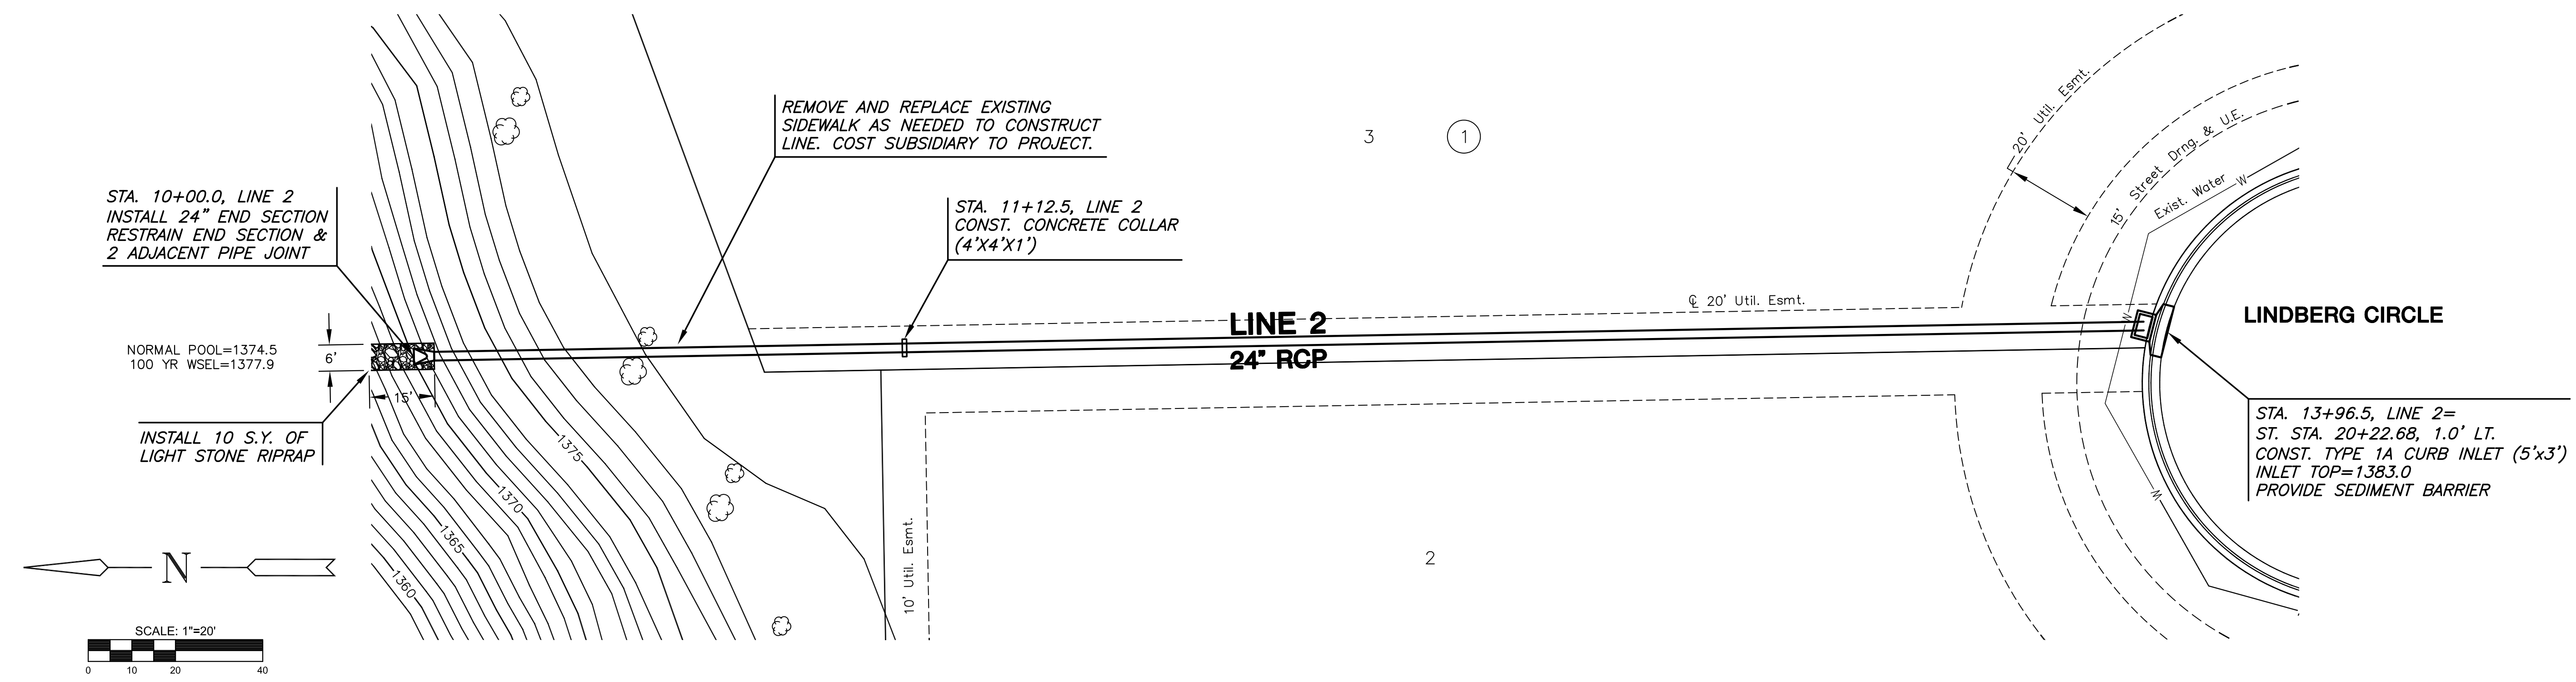 20' Util. Esmt.
15' Street Drng. & U.E.
Exist. Water
W
REMOVE AND REPLACE EXISTING
SIDEWALK AS NEEDED TO CONSTRUCT
LINE. COST SUBSIDIARY TO PROJECT.
3
1
STA. 10+00.0, LINE 2
INSTALL 24" END SECTION
RESTRAIN END SECTION &
2 ADJACENT PIPE JOINT
STA. 11+12.5, LINE 2
CONST. CONCRETE COLLAR
(4'X4'X1')
℄ 20' Util. Esmt.
LINE 2
24" RCP
W
LINDBERG CIRCLE
NORMAL POOL=1374.5
100 YR WSEL=1377.9
6'
15'
INSTALL 10 S.Y. OF
LIGHT STONE RIPRAP
STA. 13+96.5, LINE 2=
ST. STA. 20+22.68, 1.0' LT.
CONST. TYPE 1A CURB INLET (5'x3')
INLET TOP=1383.0
PROVIDE SEDIMENT BARRIER
1375
1370
1365
1360
W
10' Util. Esmt.
2
N
SCALE: 1"=20'
0 10 20 40